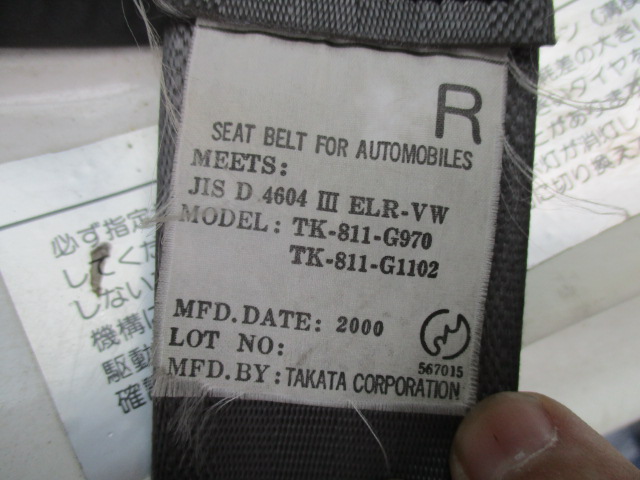 R
SEAT BELT FOR AUTOMOBILES
MEETS:
JIS D 4604 III ELR-VW
MODEL: TK-811-G970
TK-811-G1102
MFD.DATE: 2000
LOT NO:
567015
MFD.BY: TAKATA CORPORATION
必ず指定
してくだ
しない
機構に
駆動
確認